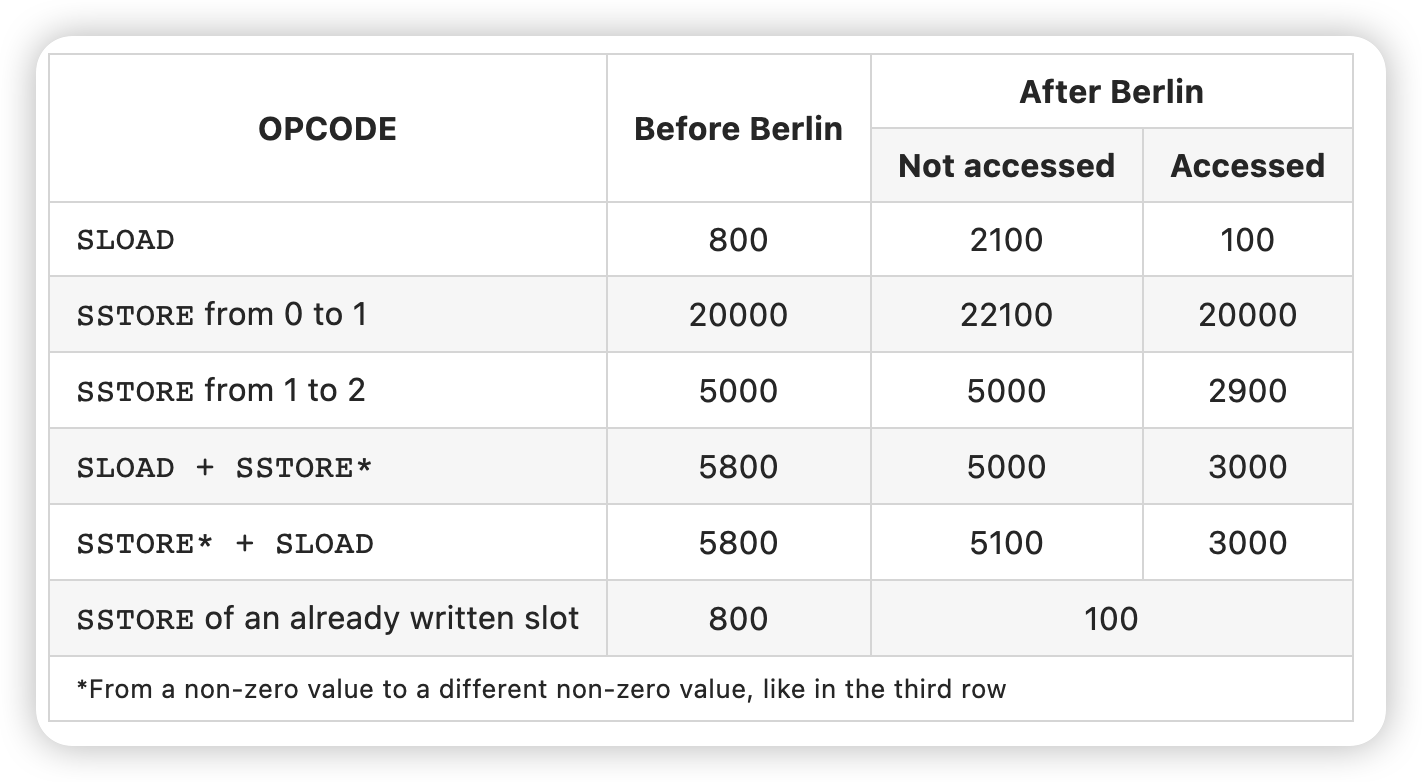 OPCODE Before Berlin After Berlin
Not accessed Accessed
SLOAD 800 2100 100
SSTORE from 0 to 1 20000 22100 20000
SSTORE from 1 to 2 5000 5000 2900
SLOAD + SSTORE* 5800 5000 3000
SSTORE* + SLOAD 5800 5100 3000
SSTORE of an already written slot 800 100
*From a non-zero value to a different non-zero value, like in the third row